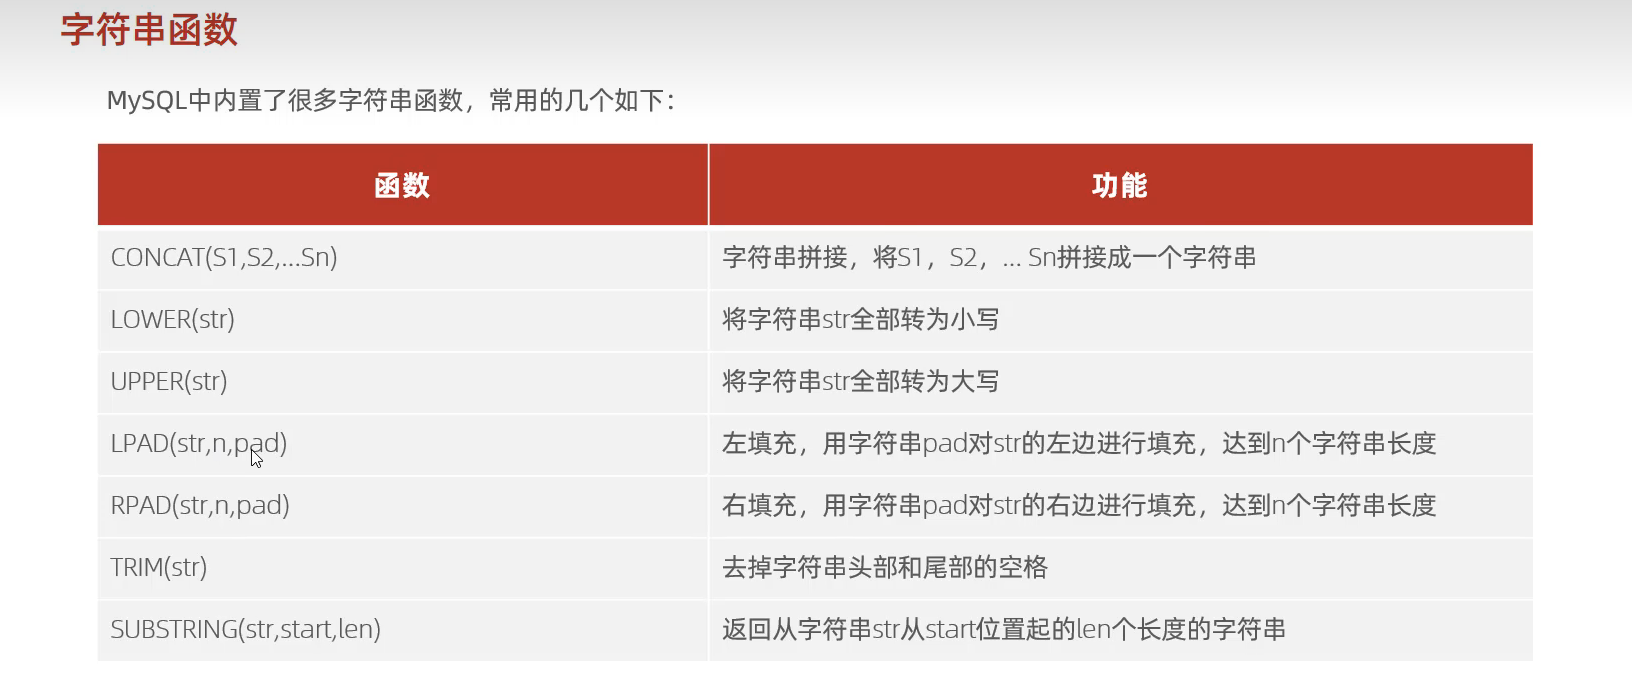 字符串函数
MySQL中内置了很多字符串函数，常用的几个如下：
函数 功能
CONCAT(S1,S2,...Sn) 字符串拼接，将S1，S2，... Sn拼接成一个字符串
LOWER(str) 将字符串str全部转为小写
UPPER(str) 将字符串str全部转为大写
LPAD(str,n,pad) 左填充，用字符串pad对str的左边进行填充，达到n个字符串长度
RPAD(str,n,pad) 右填充，用字符串pad对str的右边进行填充，达到n个字符串长度
TRIM(str) 去掉字符串头部和尾部的空格
SUBSTRING(str,start,len) 返回从字符串str从start位置起的len个长度的字符串